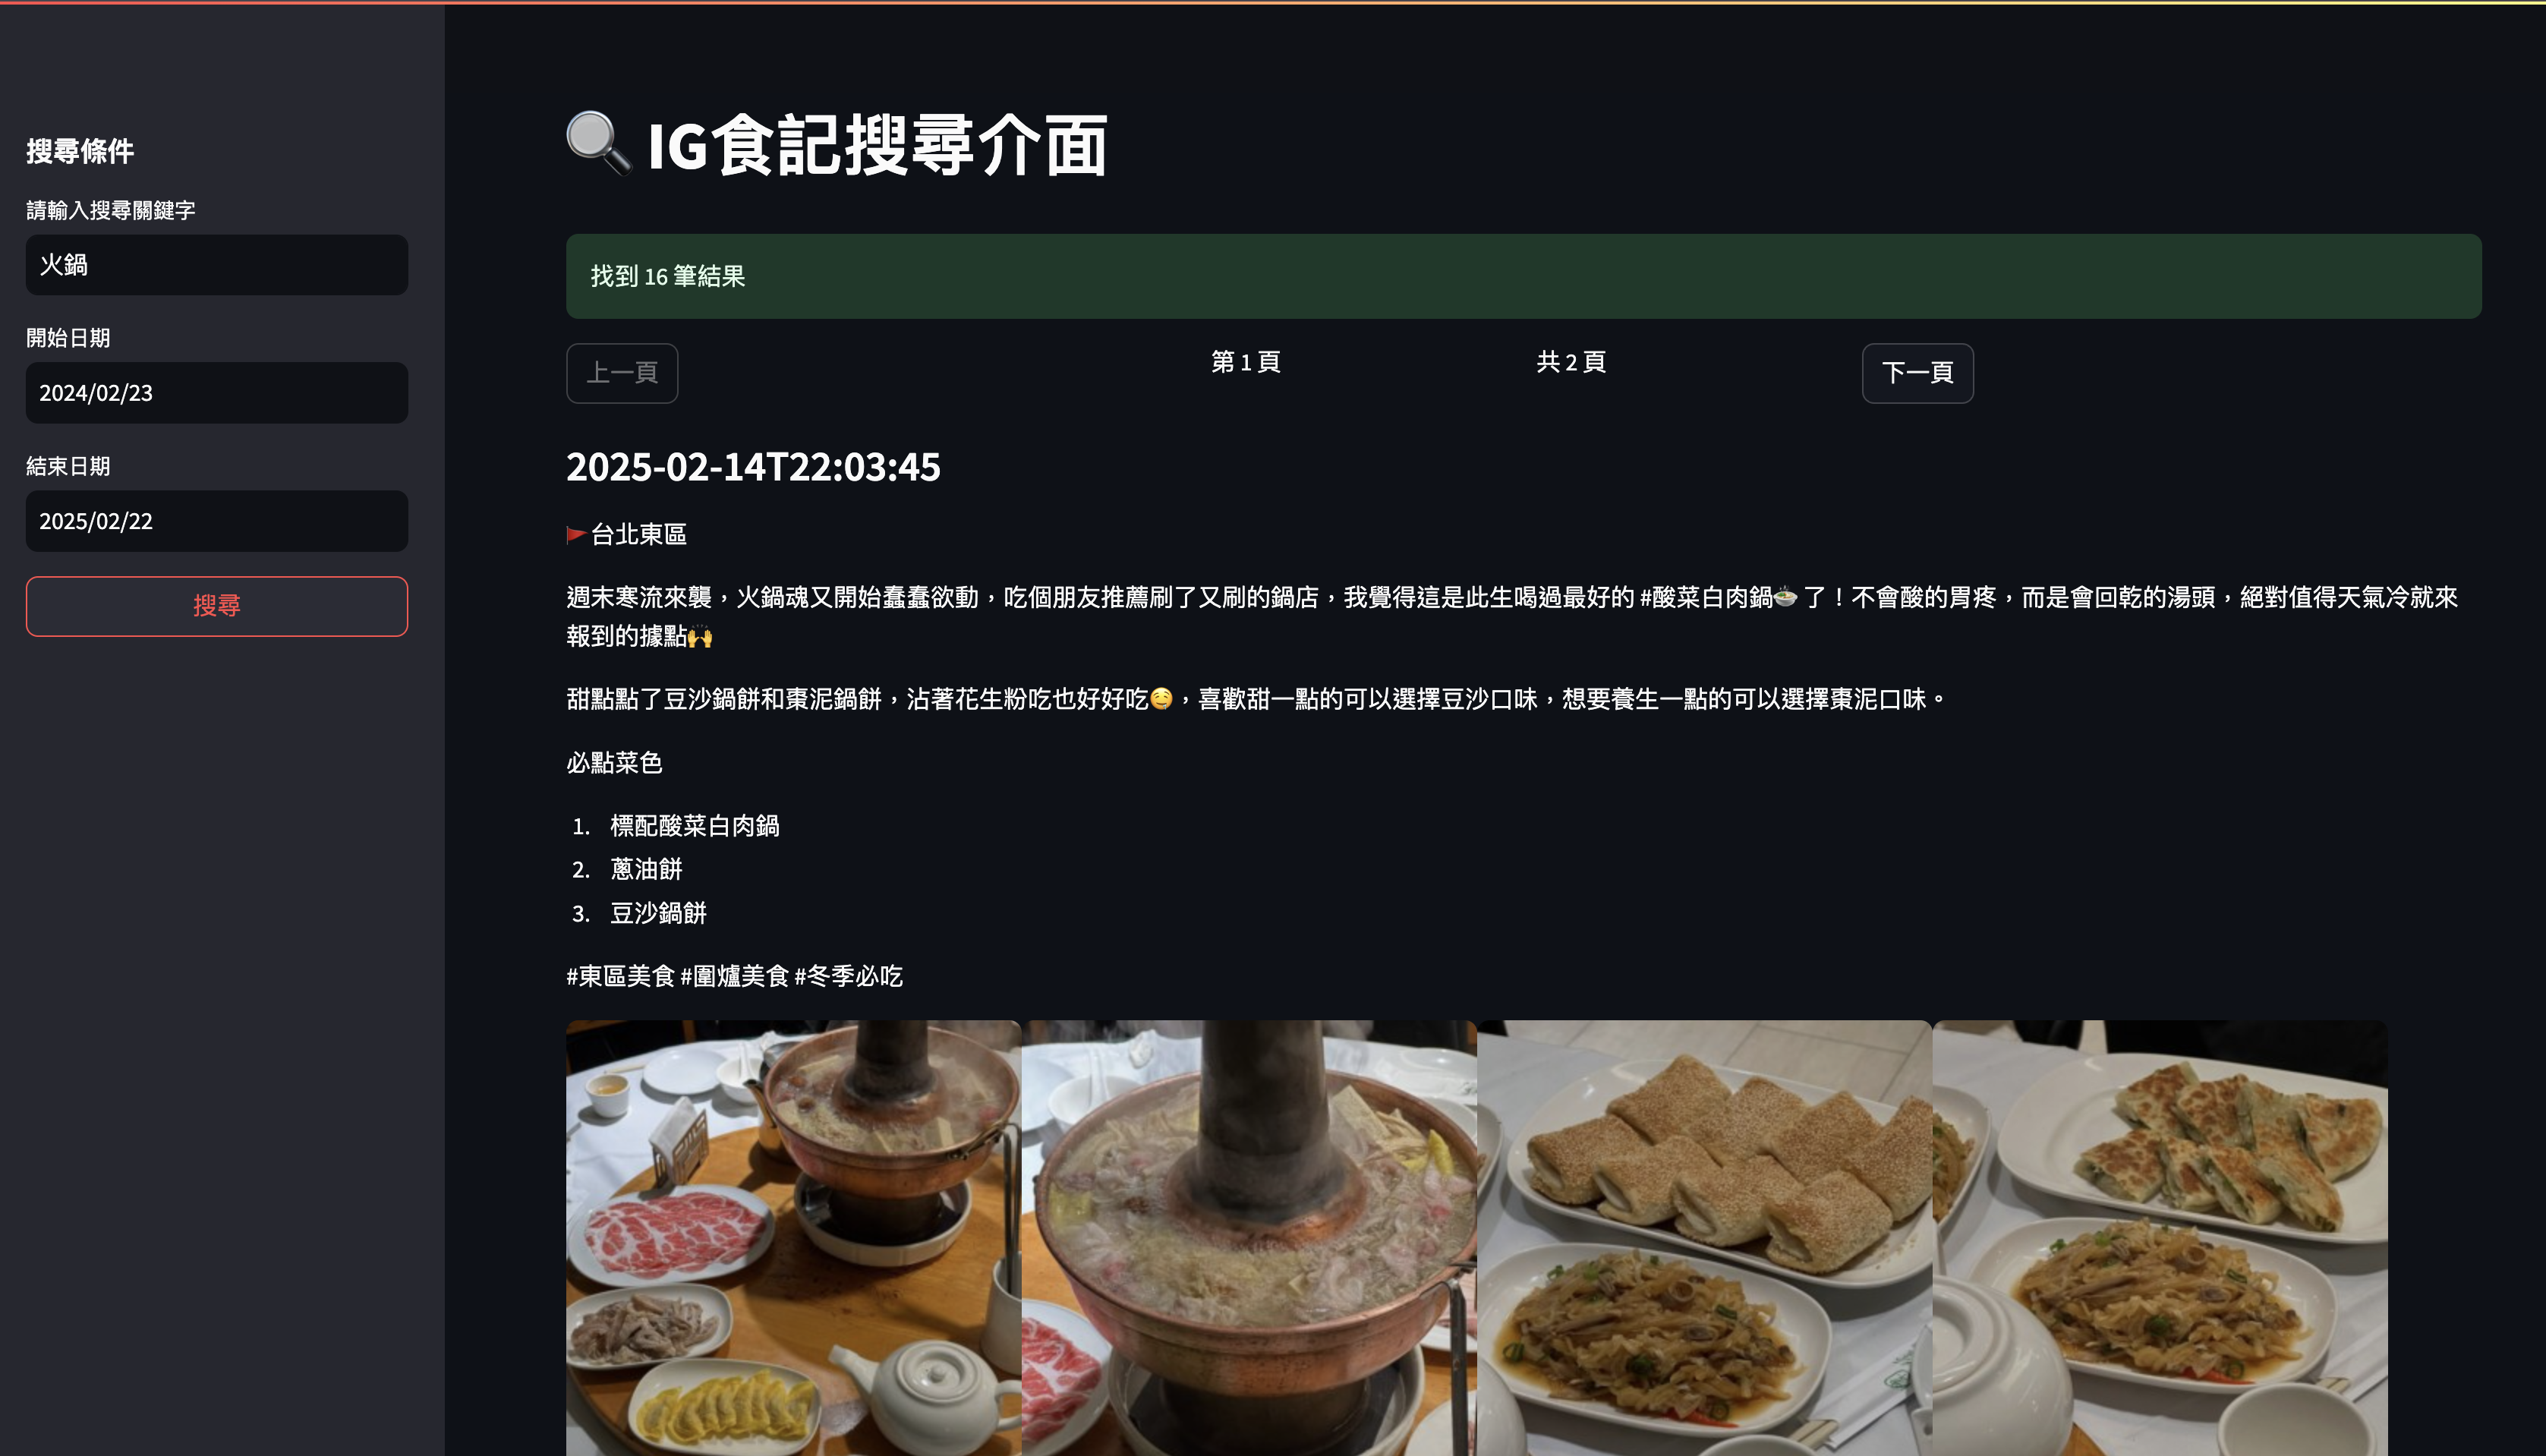 搜尋條件
請輸入搜尋關鍵字
火鍋
開始日期
2024/02/23
結束日期
2025/02/22
搜尋
🔍 IG食記搜尋介面
找到 16 筆結果
上一頁
第 1 頁
共 2 頁
下一頁
2025-02-14T22:03:45
🚩台北東區
週末寒流來襲，火鍋魂又開始蠢蠢欲動，吃個朋友推薦刷了又刷的鍋店，我覺得這是此生喝過最好的 #酸菜白肉鍋🍲 了！不會酸的胃疼，而是會回乾的湯頭，絕對值得天氣冷就來
報到的據點🙌
甜點點了豆沙鍋餅和棗泥鍋餅，沾著花生粉吃也好好吃🤤，喜歡甜一點的可以選擇豆沙口味，想要養生一點的可以選擇棗泥口味。
必點菜色
1. 標配酸菜白肉鍋
2. 蔥油餅
3. 豆沙鍋餅
#東區美食 #圍爐美食 #冬季必吃